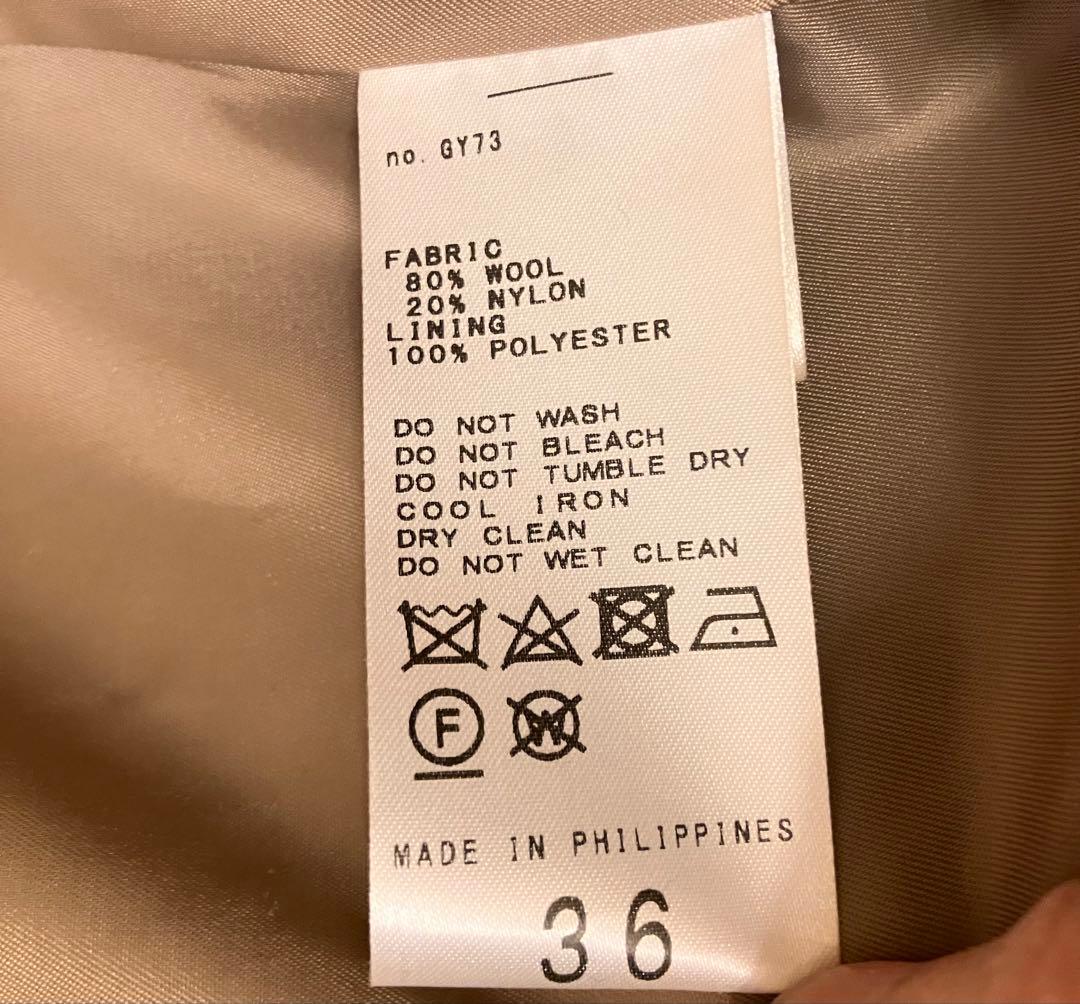 no. GY73
FABRIC
80% WOOL
20% NYLON
LINING
100% POLYESTER
DO NOT WASH
DO NOT BLEACH
DO NOT TUMBLE DRY
COOL IRON
DRY CLEAN
DO NOT WET CLEAN
F W
MADE IN PHILIPPINES
36